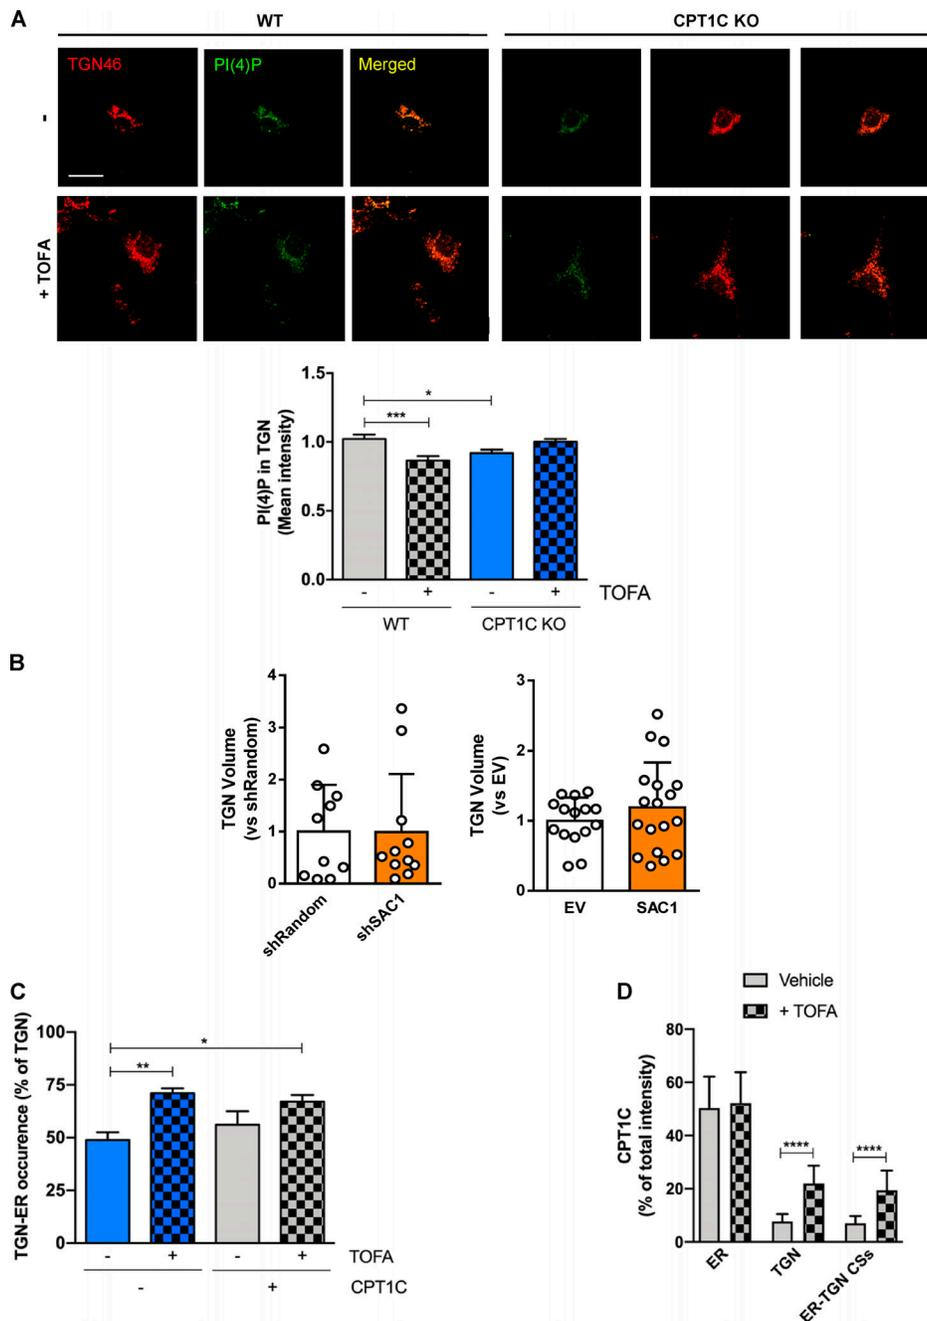 A
WT
CPT1C KO
TGN46
PI(4)P
Merged
-
+ TOFA
1.5
1.0
0.5
0.0
PI(4)P in TGN
(Mean intensity)
*
***
- + - + TOFA
WT CPT1C KO
B
4
3
2
1
0
TGN Volume
(vs shRandom)
shRandom
shSAC1
3
2
1
0
TGN Volume
(vs EV)
EV
SAC1
C
100
75
50
25
0
TGN-ER occurence (% of TGN)
*
**
- + - + TOFA
- + CPT1C
D
Vehicle
+ TOFA
80
60
40
20
0
CPT1C
(% of total intensity)
****
****
ER
TGN
ER-TGN CSs